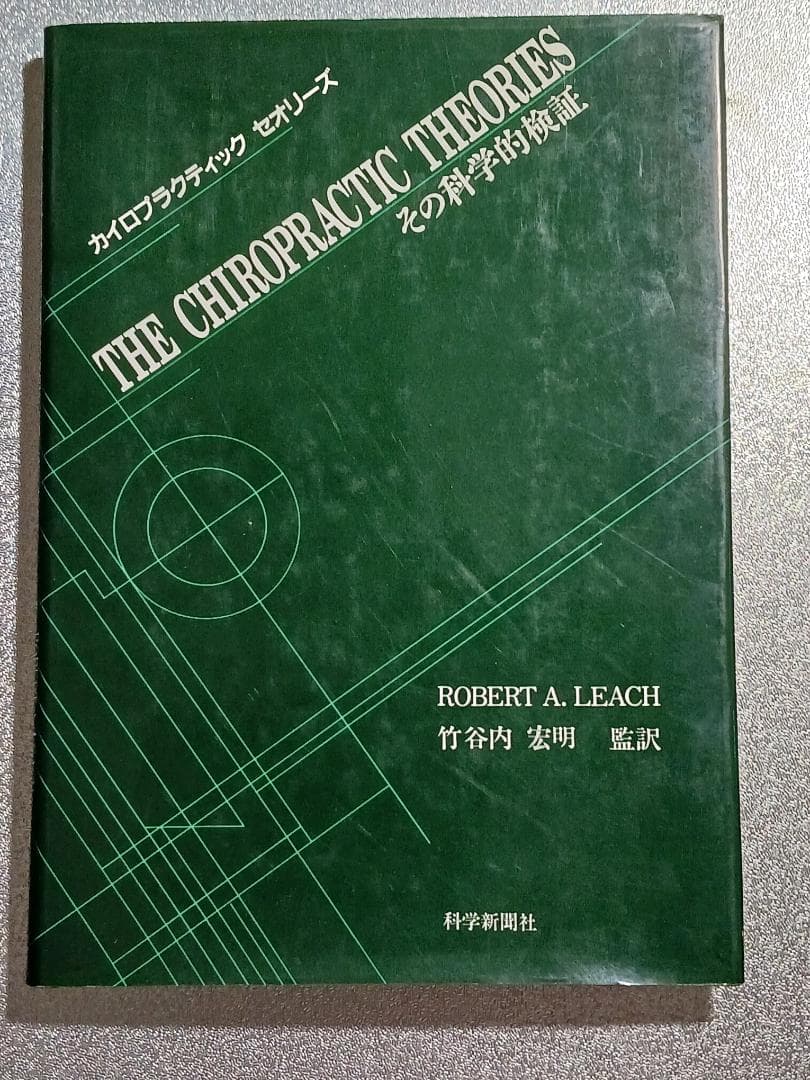 カイロプラクティック セオリーズ
THE CHIROPRACTIC THEORIES
その科学的検証
ROBERT A. LEACH
竹谷内 宏明 監訳
科学新聞社